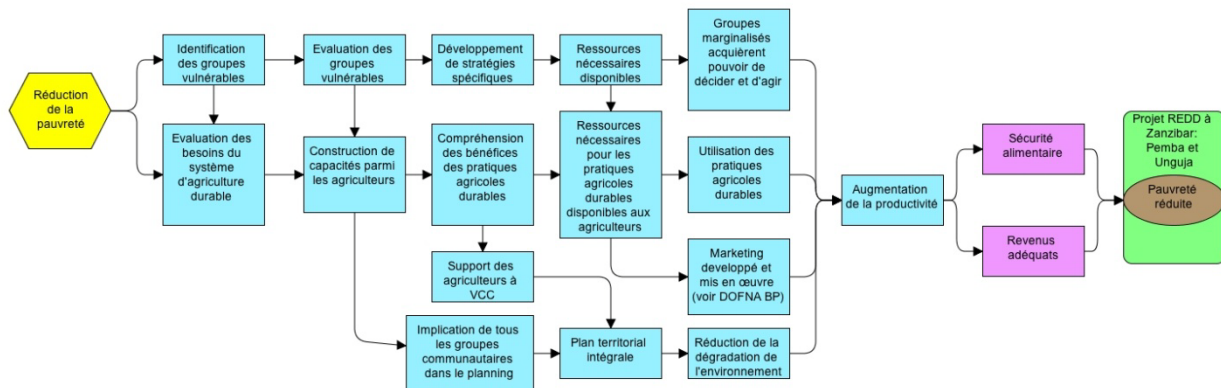 Réduction
de la
pauvreté
Identification
des groupes
vulnérables
Evaluation des
groupes
vulnérables
Développement
de stratégies
spécifiques
Ressources
nécessaires
disponibles
Groupes
marginalisés
acquièrent
pouvoir de
décider et d'agir
Evaluation des
besoins du
système
d'agriculture
durable
Construction de
capacités parmi
les agriculteurs
Compréhension
des bénéfices
des pratiques
agricoles
durables
Ressources
nécessaires
pour les
pratiques
agricoles
durables
disponibles aux
agriculteurs
Utilisation des
pratiques
agricoles
durables
Support des
agriculteurs à
VCC
Marketing
developpé et
mis en œuvre
(voir DOFNA BP)
Implication de tous
les groupes
communautaires
dans le planning
Plan territorial
intégrale
Réduction de la
dégradation de
l'environnement
Augmentation
de la productivité
Sécurité
alimentaire
Revenus
adéquats
Projet REDD à
Zanzibar:
Pemba et
Unguja
Pauvreté
réduite